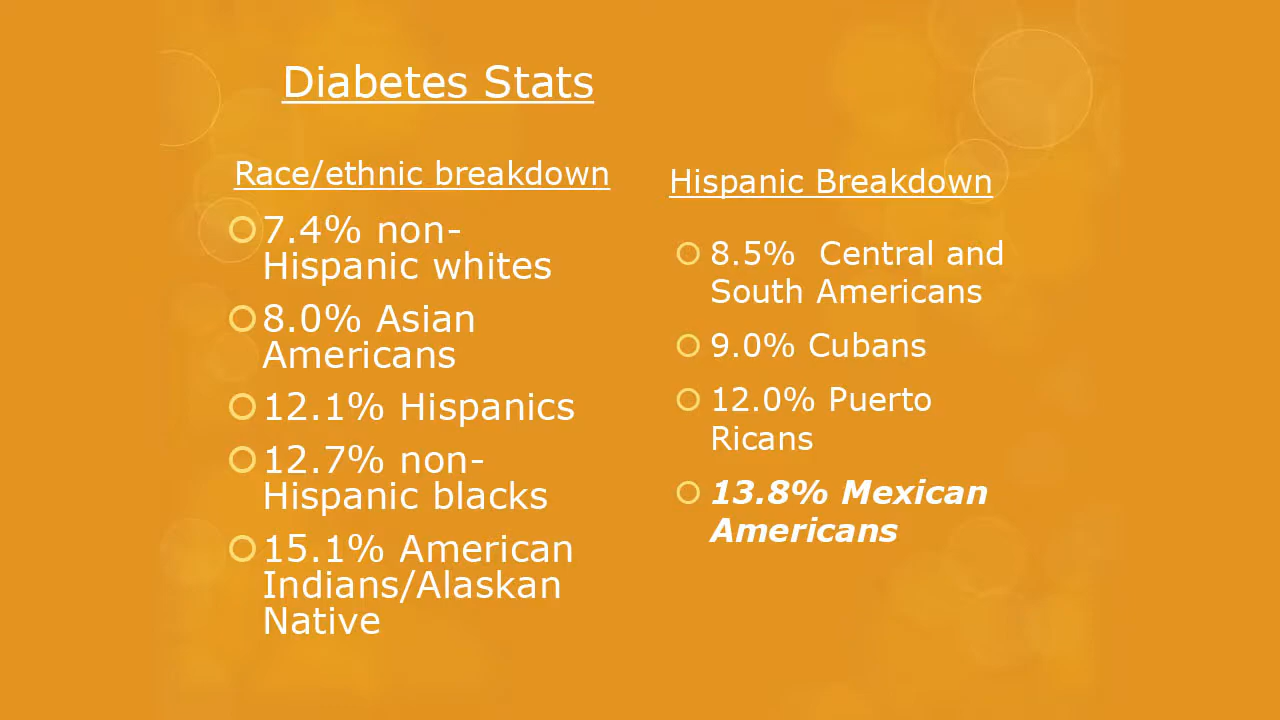 Diabetes Stats
Race/ethnic breakdown
7.4% non-
Hispanic whites
8.0% Asian
Americans
12.1% Hispanics
12.7% non-
Hispanic blacks
15.1% American
Indians/Alaskan
Native
Hispanic Breakdown
8.5%  Central and
South Americans
9.0% Cubans
12.0% Puerto
Ricans
13.8% Mexican
Americans